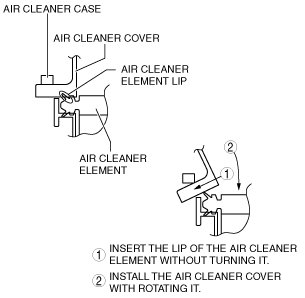 AIR CLEANER CASE
AIR CLEANER COVER
AIR CLEANER
ELEMENT LIP
AIR CLEANER
ELEMENT
2
1
1 INSERT THE LIP OF THE AIR CLEANER
ELEMENT WITHOUT TURNING IT.
2 INSTALL THE AIR CLEANER COVER
WITH ROTATING IT.